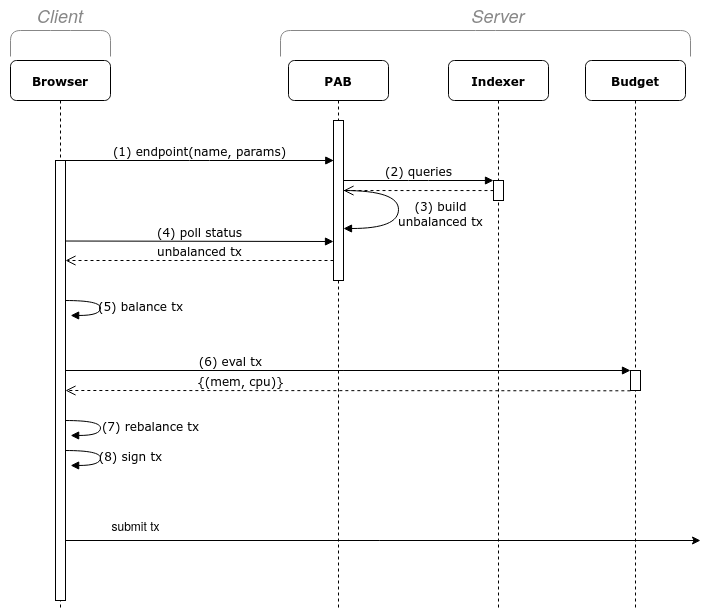 Client
Server
Browser
PAB
Indexer
Budget
(1) endpoint(name, params)
(2) queries
(3) build
unbalanced tx
(4) poll status
unbalanced tx
(5) balance tx
(6) eval tx
{(mem, cpu)}
(7) rebalance tx
(8) sign tx
submit tx